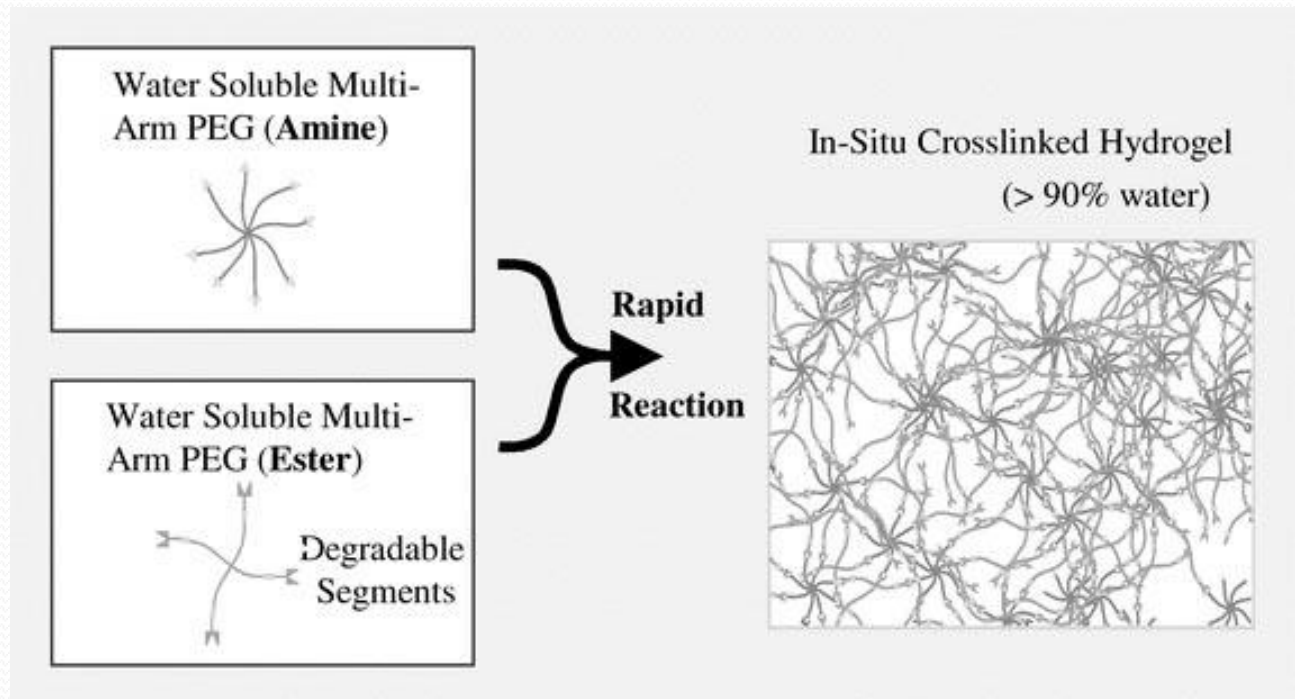 Water Soluble Multi-
Arm PEG (Amine)
Water Soluble Multi-
Arm PEG (Ester)
Degradable
Segments
Rapid
Reaction
In-Situ Crosslinked Hydrogel
(> 90% water)